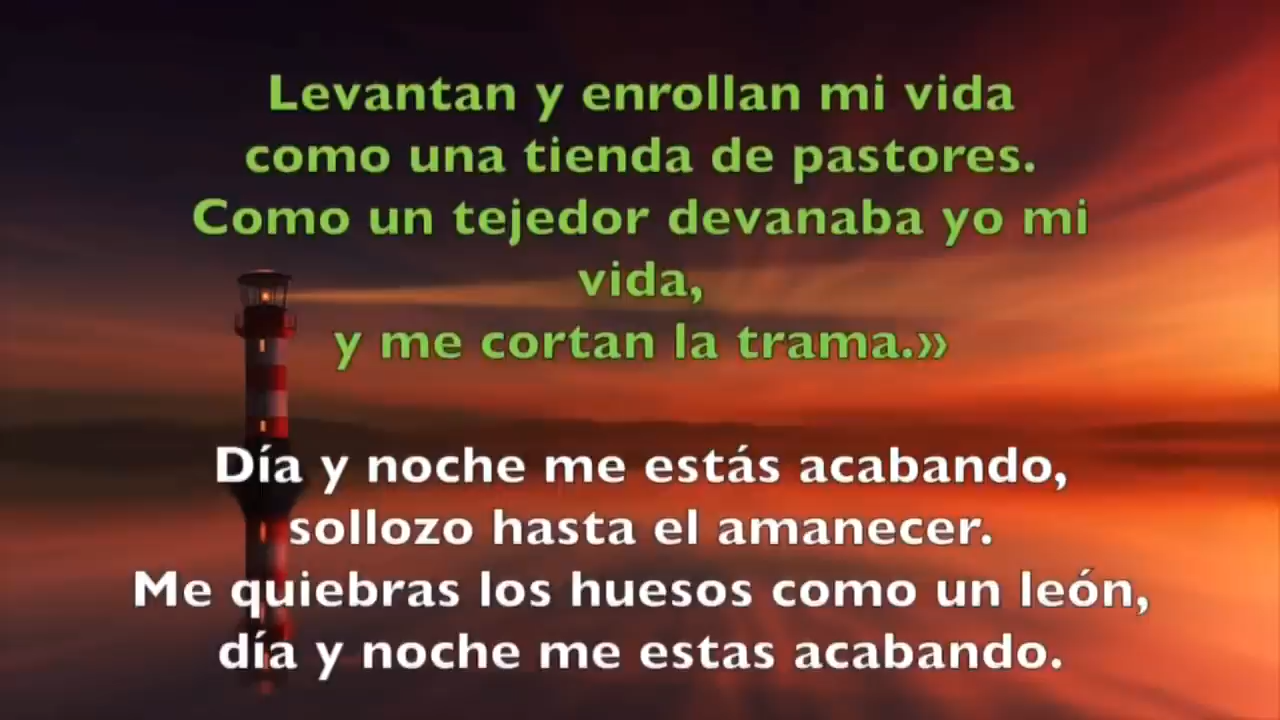 Levantan y enrollan mi vida
como una tienda de pastores.
Como un tejedor devanaba yo mi
vida,
y me cortan la trama.»
Día y noche me estás acabando,
sollozo hasta el amanecer.
Me quiebras los huesos como un león,
día y noche me estas acabando.